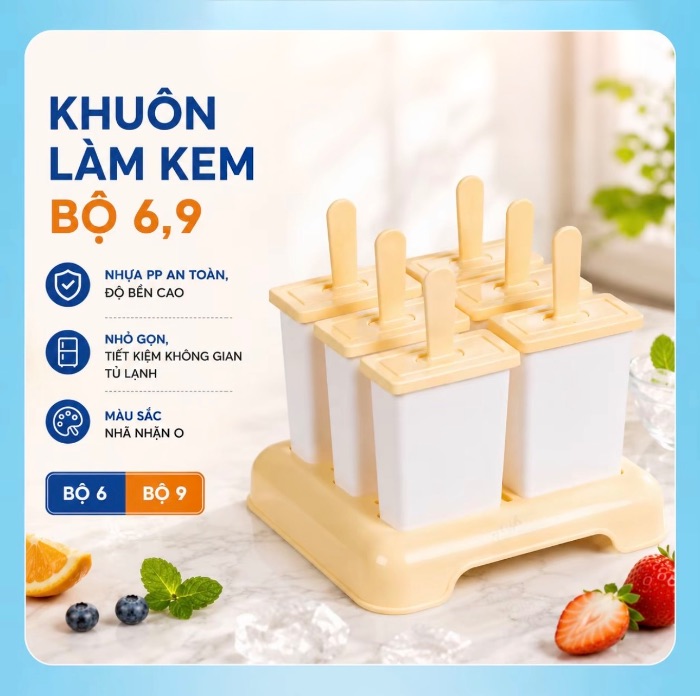 KHUÔN
LÀM KEM
BỘ 6,9
NHỰA PP AN TOÀN,
ĐỘ BỀN CAO
NHỎ GỌN,
TIẾT KIỆM KHÔNG GIAN
TỦ LẠNH
MÀU SẮC
NHÃ NHẶN O
BỘ 6
BỘ 9